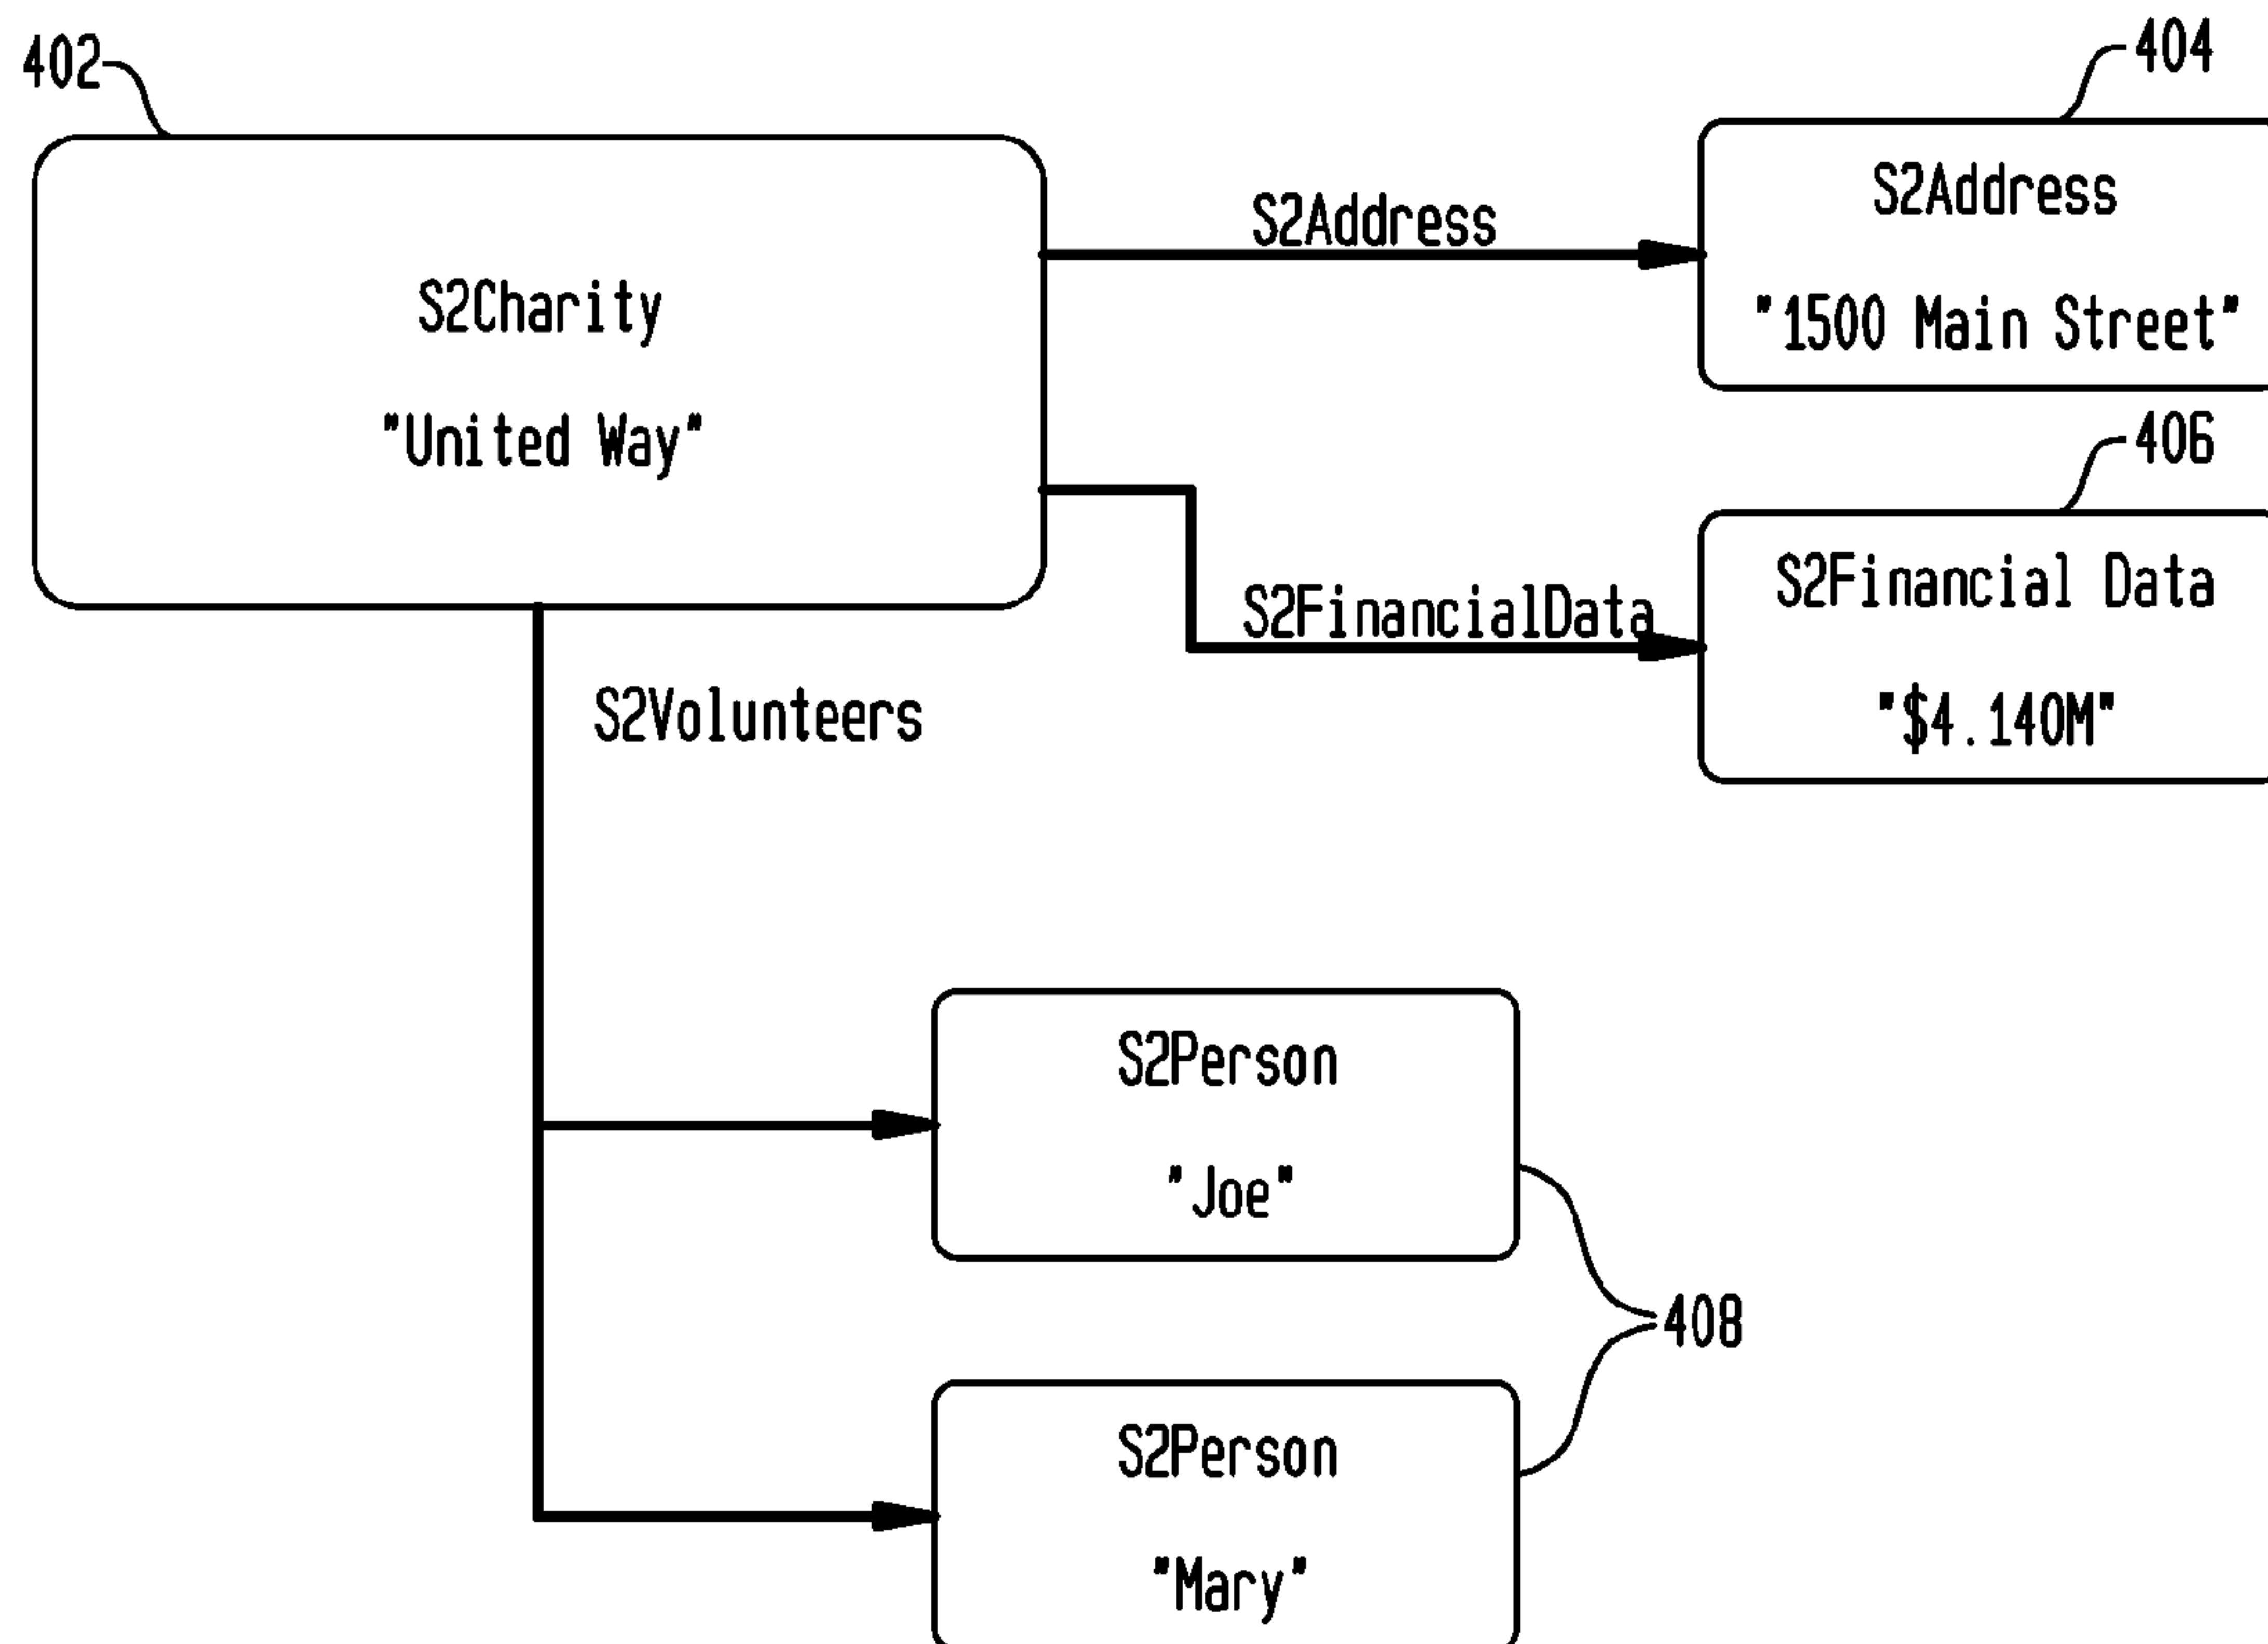 402
404
S2Address
S2Address
"1500 Main Street"
S2Charity
"United Way"
406
S2Financial Data
S2FinancialData
"$4.140M"
S2Volunteers
S2Person
"Joe"
408
S2Person
"Mary"